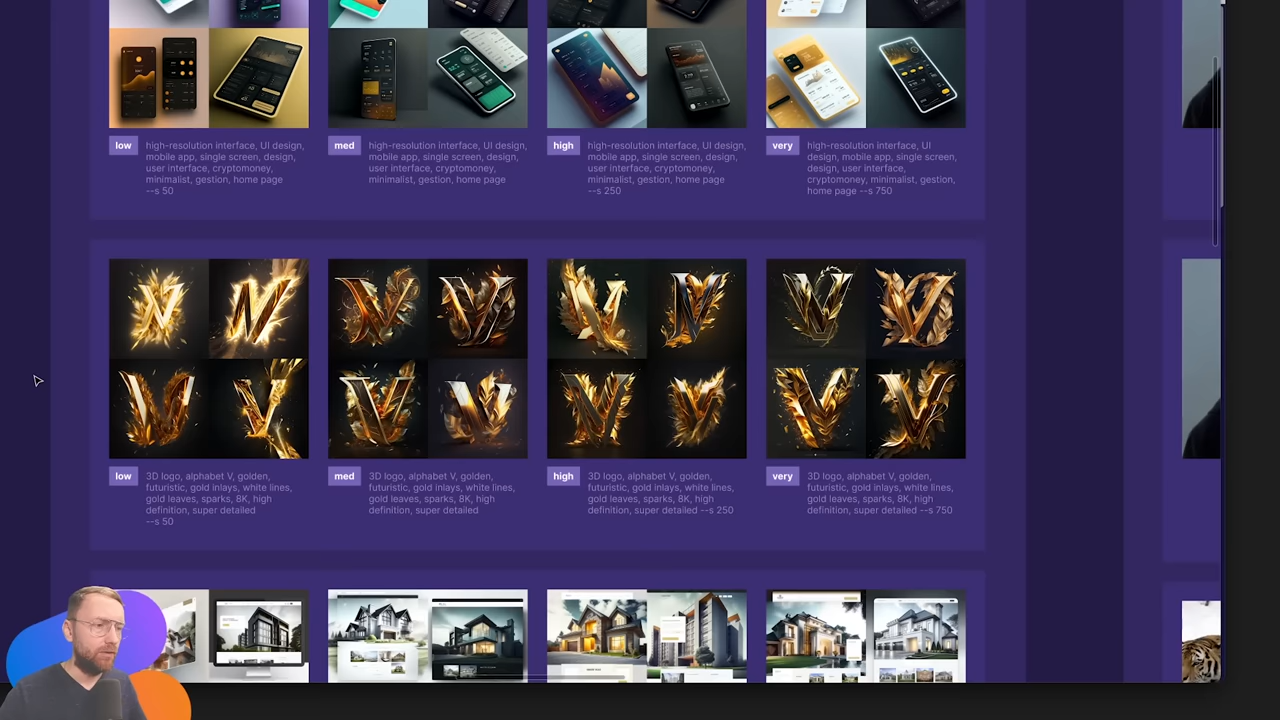 low
high-resolution interface, UI design,
mobile app, single screen, design,
user interface, cryptomoney,
minimalist, gestion, home page
--s 50
med
high-resolution interface, UI design,
mobile app, single screen, design,
user interface, cryptomoney,
minimalist, gestion, home page
high
high-resolution interface, UI design,
mobile app, single screen, design,
user interface, cryptomoney,
minimalist, gestion, home page
--s 250
very
high-resolution interface, UI
design, mobile app, single screen,
design, user interface,
cryptomoney, minimalist, gestion,
home page --s 750
low
3D logo, alphabet V, golden,
futuristic, gold inlays, white lines,
gold leaves, sparks, 8K, high
definition, super detailed
--s 50
med
3D logo, alphabet V, golden,
futuristic, gold inlays, white lines,
gold leaves, sparks, 8K, high
definition, super detailed
high
3D logo, alphabet V, golden,
futuristic, gold inlays, white lines,
gold leaves, sparks, 8K, high
definition, super detailed --s 250
very
3D logo, alphabet V, golden,
futuristic, gold inlays, white lines,
gold leaves, sparks, 8K, high
definition, super detailed --s 750